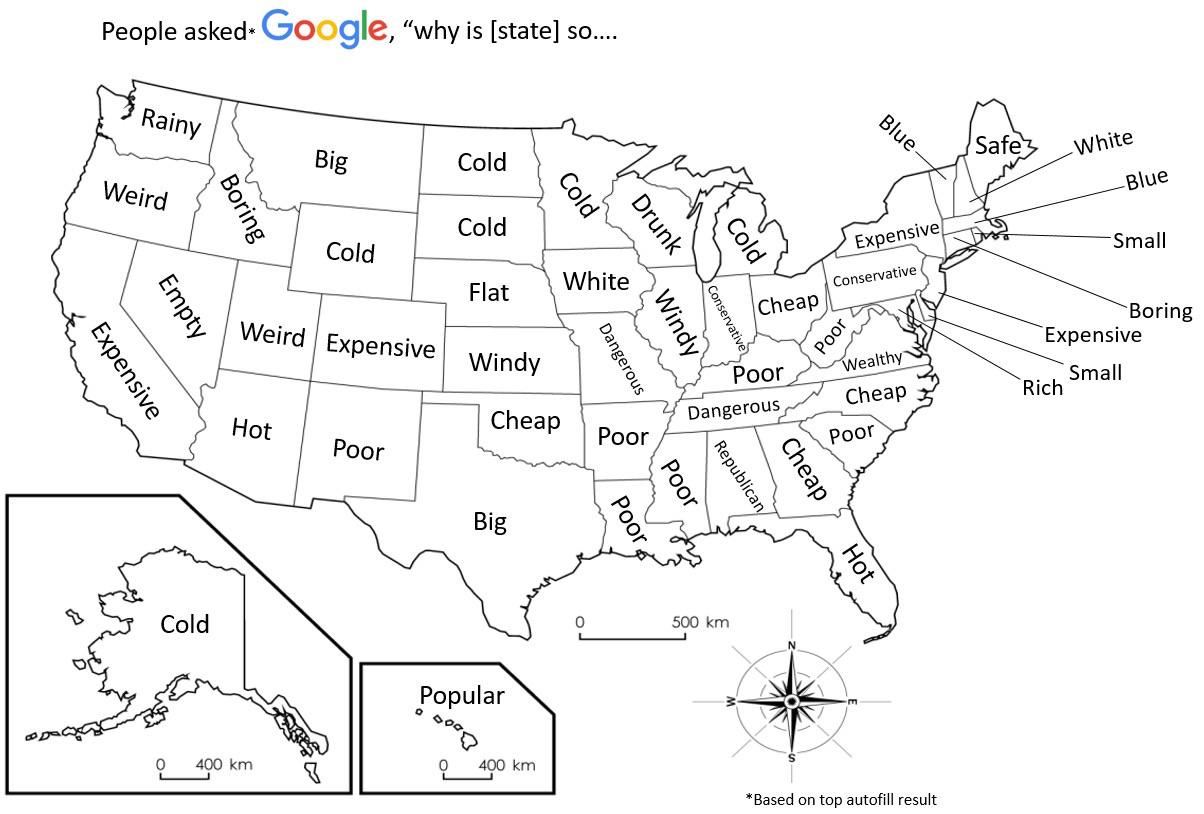 People asked* Google, “why is [state] so....
Rainy
Big
Cold
Cold
Safe
Blue
White
Weird
Boring
Cold
Cold
Drunk
Cold
Blue
Expensive
Small
Conservative
Empty
Flat
White
Windy
Conservative
Cheap
Boring
Expensive
Expensive
Weird
Expensive
Windy
Dangerous
Poor
Poor
Wealthy
Small
Rich
Hot
Poor
Cheap
Poor
Dangerous
Cheap
Poor
Big
Poor
Poor
Republican
Cheap
Hot
Cold
Popular
0 500 km
0 400 km
0 400 km
N
W
E
S
*Based on top autofill result